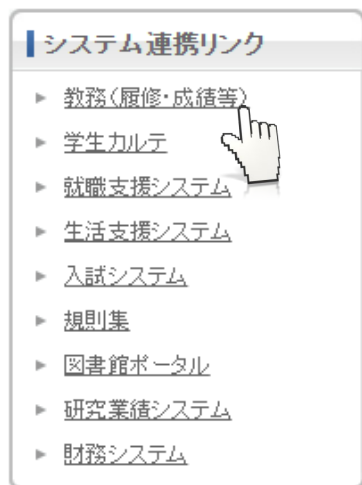 システム連携リンク
教務(履修・成績等)
学生カルテ
就職支援システム
生活支援システム
入試システム
規則集
図書館ポータル
研究業績システム
財務システム